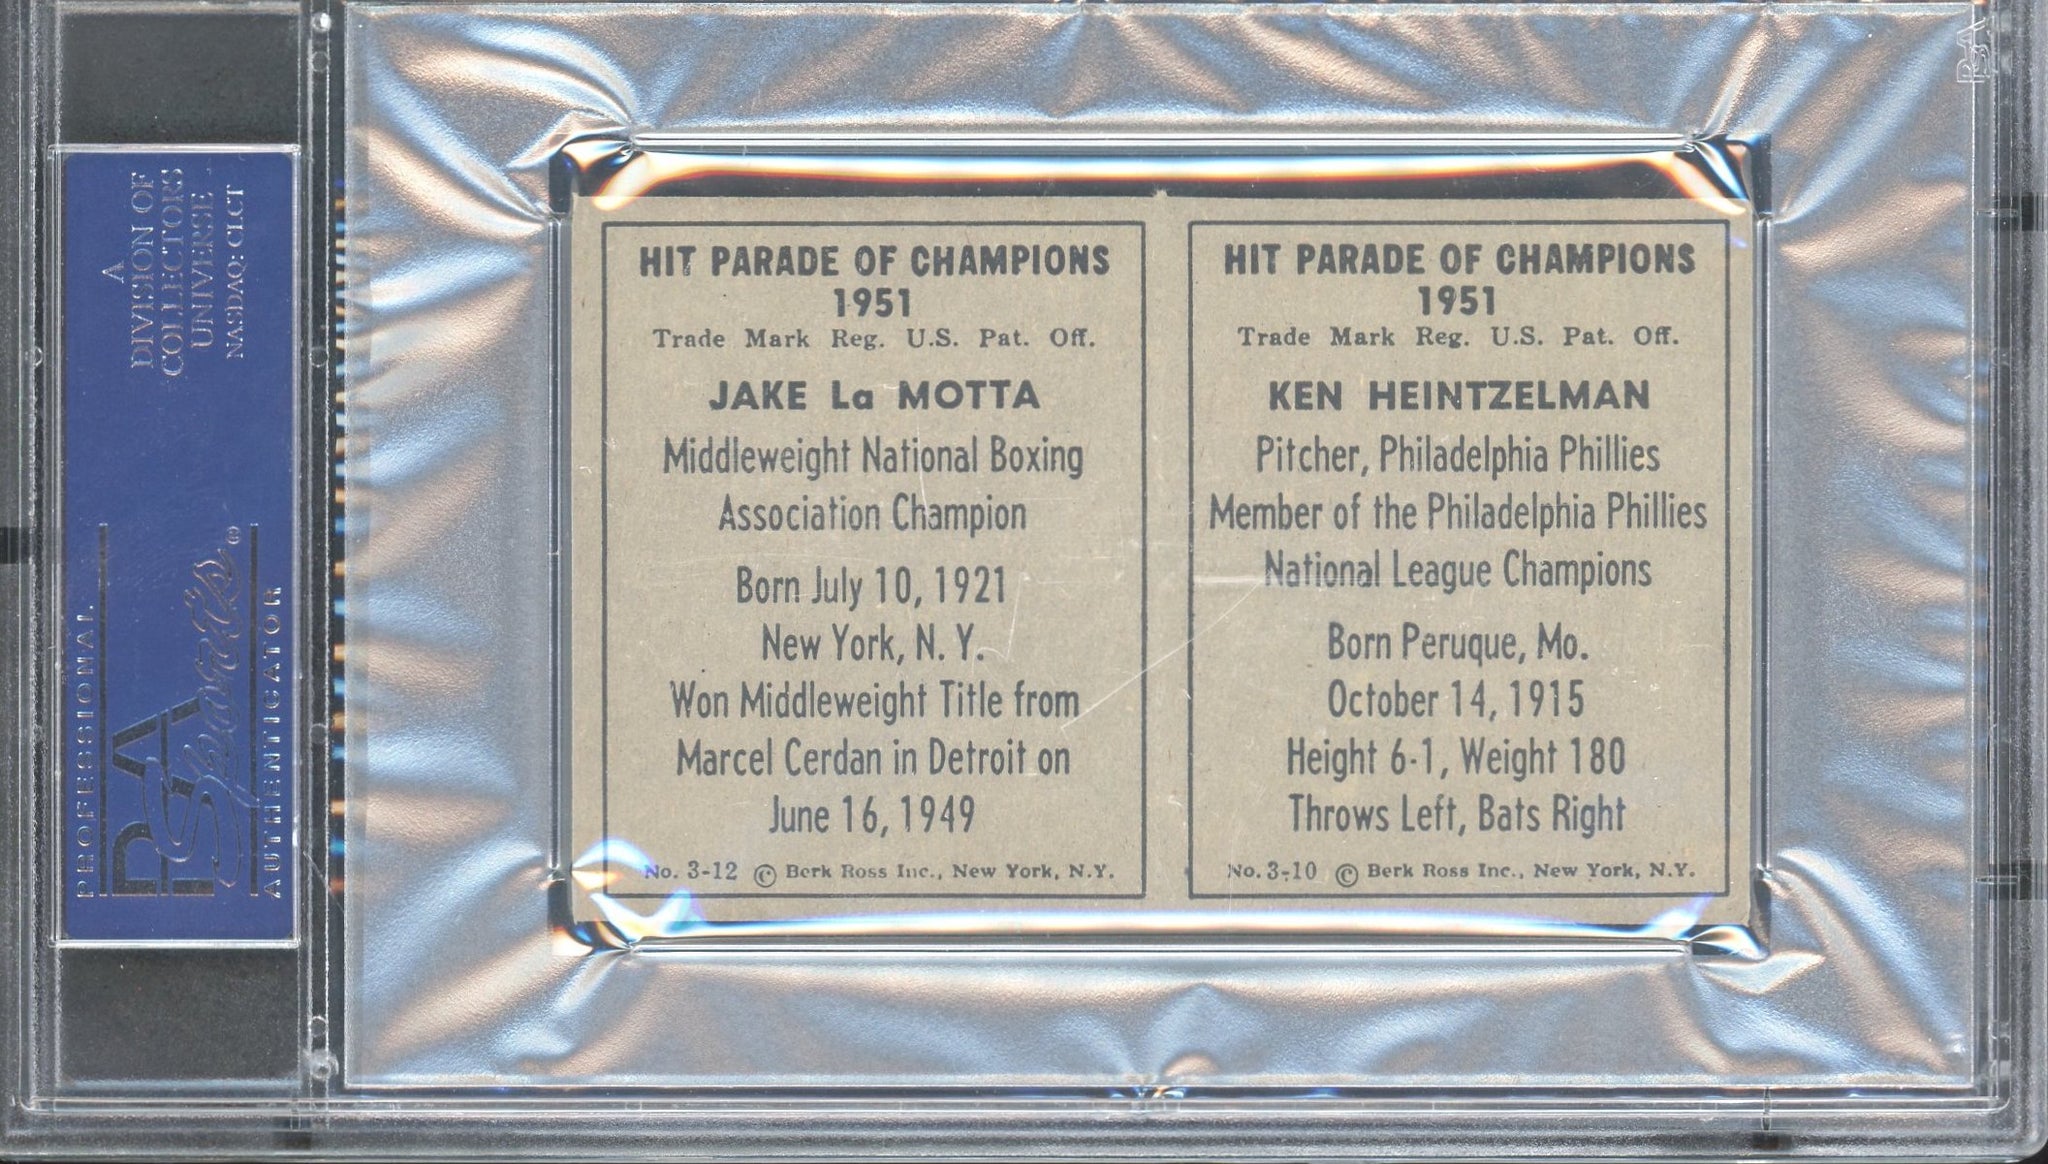 A
DIVISION OF
COLLECTORS
UNIVERSE
NASDAQ: CLCT
PROFESSIONAL
PSA
Sports®
AUTHENTICATOR
HIT PARADE OF CHAMPIONS
1951
Trade Mark Reg. U.S. Pat. Off.
JAKE La MOTTA
Middleweight National Boxing
Association Champion
Born July 10, 1921
New York, N. Y.
Won Middleweight Title from
Marcel Cerdan in Detroit on
June 16, 1949
No. 3-12 © Berk Ross Inc., New York, N.Y.
HIT PARADE OF CHAMPIONS
1951
Trade Mark Reg. U.S. Pat. Off.
KEN HEINTZELMAN
Pitcher, Philadelphia Phillies
Member of the Philadelphia Phillies
National League Champions
Born Peruque, Mo.
October 14, 1915
Height 6-1, Weight 180
Throws Left, Bats Right
No. 3-10 © Berk Ross Inc., New York, N.Y.
PSA